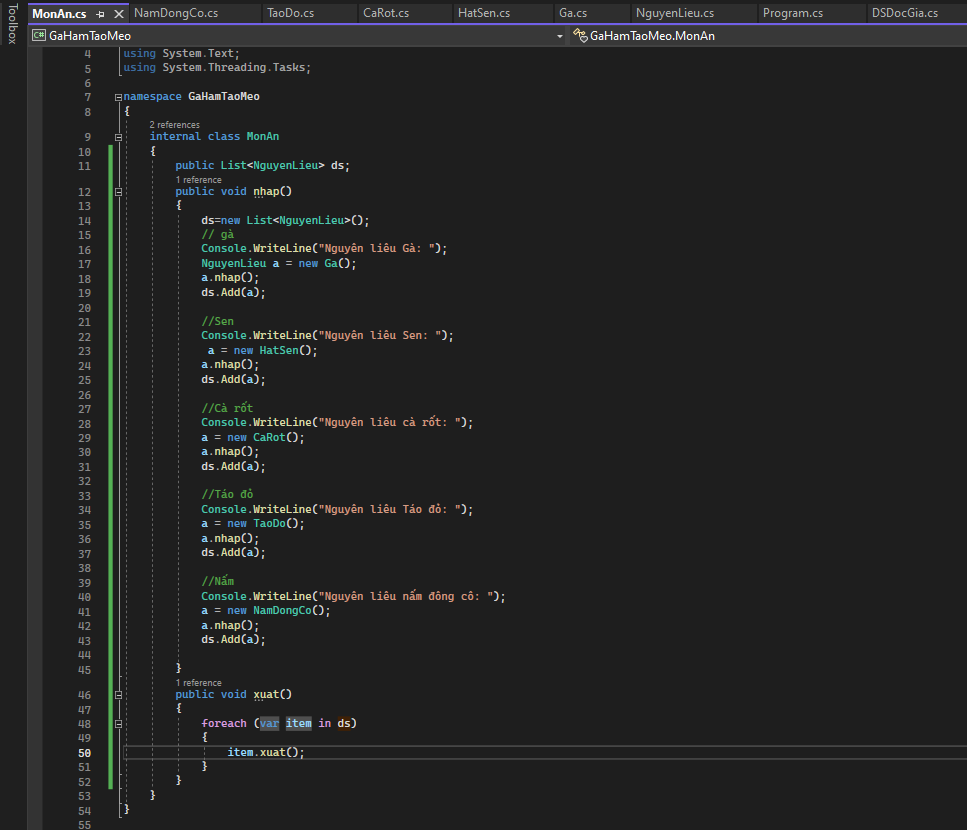 Toolbox
MonAn.cs NamDongCo.cs TaoDo.cs CaRot.cs HatSen.cs Ga.cs NguyenLieu.cs Program.cs DSDocGia.cs
C# GaHamTaoMeo GaHamTaoMeo.MonAn
4 using System.Text;
5 using System.Threading.Tasks;
6
7 namespace GaHamTaoMeo
8 {
2 references
9 internal class MonAn
10 {
11 public List<NguyenLieu> ds;
1 reference
12 public void nhap()
13 {
14 ds=new List<NguyenLieu>();
15 // gà
16 Console.WriteLine("Nguyên liêu Gà: ");
17 NguyenLieu a = new Ga();
18 a.nhap();
19 ds.Add(a);
20
21 //Sen
22 Console.WriteLine("Nguyên liêu Sen: ");
23 a = new HatSen();
24 a.nhap();
25 ds.Add(a);
26
27 //Cà rốt
28 Console.WriteLine("Nguyên liêu cà rốt: ");
29 a = new CaRot();
30 a.nhap();
31 ds.Add(a);
32
33 //Táo đỏ
34 Console.WriteLine("Nguyên liêu Táo đỏ: ");
35 a = new TaoDo();
36 a.nhap();
37 ds.Add(a);
38
39 //Nấm
40 Console.WriteLine("Nguyên liêu nấm đông cô: ");
41 a = new NamDongCo();
42 a.nhap();
43 ds.Add(a);
44
45 }
1 reference
46 public void xuat()
47 {
48 foreach (var item in ds)
49 {
50 item.xuat();
51 }
52 }
53 }
54 }
55